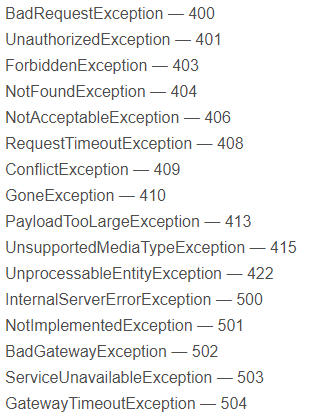 BadRequestException — 400
UnauthorizedException — 401
ForbiddenException — 403
NotFoundException — 404
NotAcceptableException — 406
RequestTimeoutException — 408
ConflictException — 409
GoneException — 410
PayloadTooLargeException — 413
UnsupportedMediaTypeException — 415
UnprocessableEntityException — 422
InternalServerErrorException — 500
NotImplementedException — 501
BadGatewayException — 502
ServiceUnavailableException — 503
GatewayTimeoutException — 504